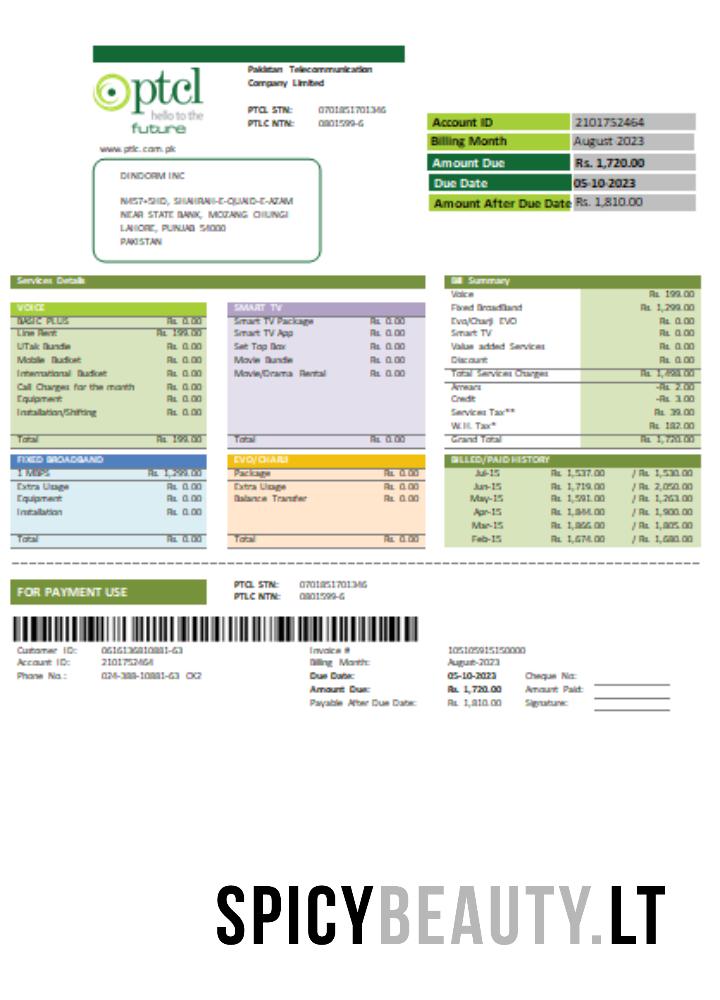 ptcl
hello to the
future
Pakistan Telecommunication
Company Limited
PTCL STN: 0701851701346
PTLC NTN: 0801599-6
www.ptlc.com.pk
Account ID 2101752464
Billing Month August-2023
Amount Due Rs. 1,720.00
Due Date 05-10-2023
Amount After Due Date Rs. 1,810.00
DINDORM INC
NEAR STATE BANK, MOZANG CHUNGI
LAHORE, PUNJAB 54000
PAKISTAN
Services Details
VOICE
BASIC PLUS Rs. 0.00
Line Rent Rs. 199.00
UTak Bundle Rs. 0.00
Mobile Bucket Rs. 0.00
International Bucket Rs. 0.00
Call Charges for the month Rs. 0.00
Equipment Rs. 0.00
Installation/Shifting Rs. 0.00
Total Rs. 199.00
SMART TV
Smart TV Package Rs. 0.00
Smart TV App Rs. 0.00
Set Top Box Rs. 0.00
Movie Bundle Rs. 0.00
Movie/Drama Rental Rs. 0.00
Total Rs. 0.00
Bill Summary
Voice Rs. 199.00
Fixed BroadBand Rs. 1,299.00
Evo/Charji EVO Rs. 0.00
Smart TV Rs. 0.00
Value added Services Rs. 0.00
Discount Rs. 0.00
Total Services Charges Rs. 1,498.00
Arrears -Rs. 2.00
Credit -Rs. 3.00
Services Tax** Rs. 39.00
W.H. Tax* Rs. 182.00
Grand Total Rs. 1,720.00
FIXED BROADBAND
1 MBPS Rs. 1,299.00
Extra Usage Rs. 0.00
Equipment Rs. 0.00
Installation Rs. 0.00
Total Rs. 0.00
EVO/CHARJI
Package Rs. 0.00
Extra Usage Rs. 0.00
Balance Transfer Rs. 0.00
Total Rs. 0.00
BILLED/PAID HISTORY
Jul-15 Rs. 1,537.00 / Rs. 1,530.00
Jun-15 Rs. 1,719.00 / Rs. 2,050.00
May-15 Rs. 1,591.00 / Rs. 1,263.00
Apr-15 Rs. 1,844.00 / Rs. 1,900.00
Mar-15 Rs. 1,866.00 / Rs. 1,805.00
Feb-15 Rs. 1,674.00 / Rs. 1,680.00
FOR PAYMENT USE
PTCL STN: 0701851701346
PTLC NTN: 0801599-6
Customer ID: 0616136810881-63
Account ID: 2101752464
Phone No.: 024-388-10881-63 CK2
Invoice # 105105915150000
Billing Month: August-2023
Due Date: 05-10-2023
Amount Due: Rs. 1,720.00
Payable After Due Date: Rs. 1,810.00
Cheque No:
Amount Paid:
Signature:
SPICYBEAUTY.LT